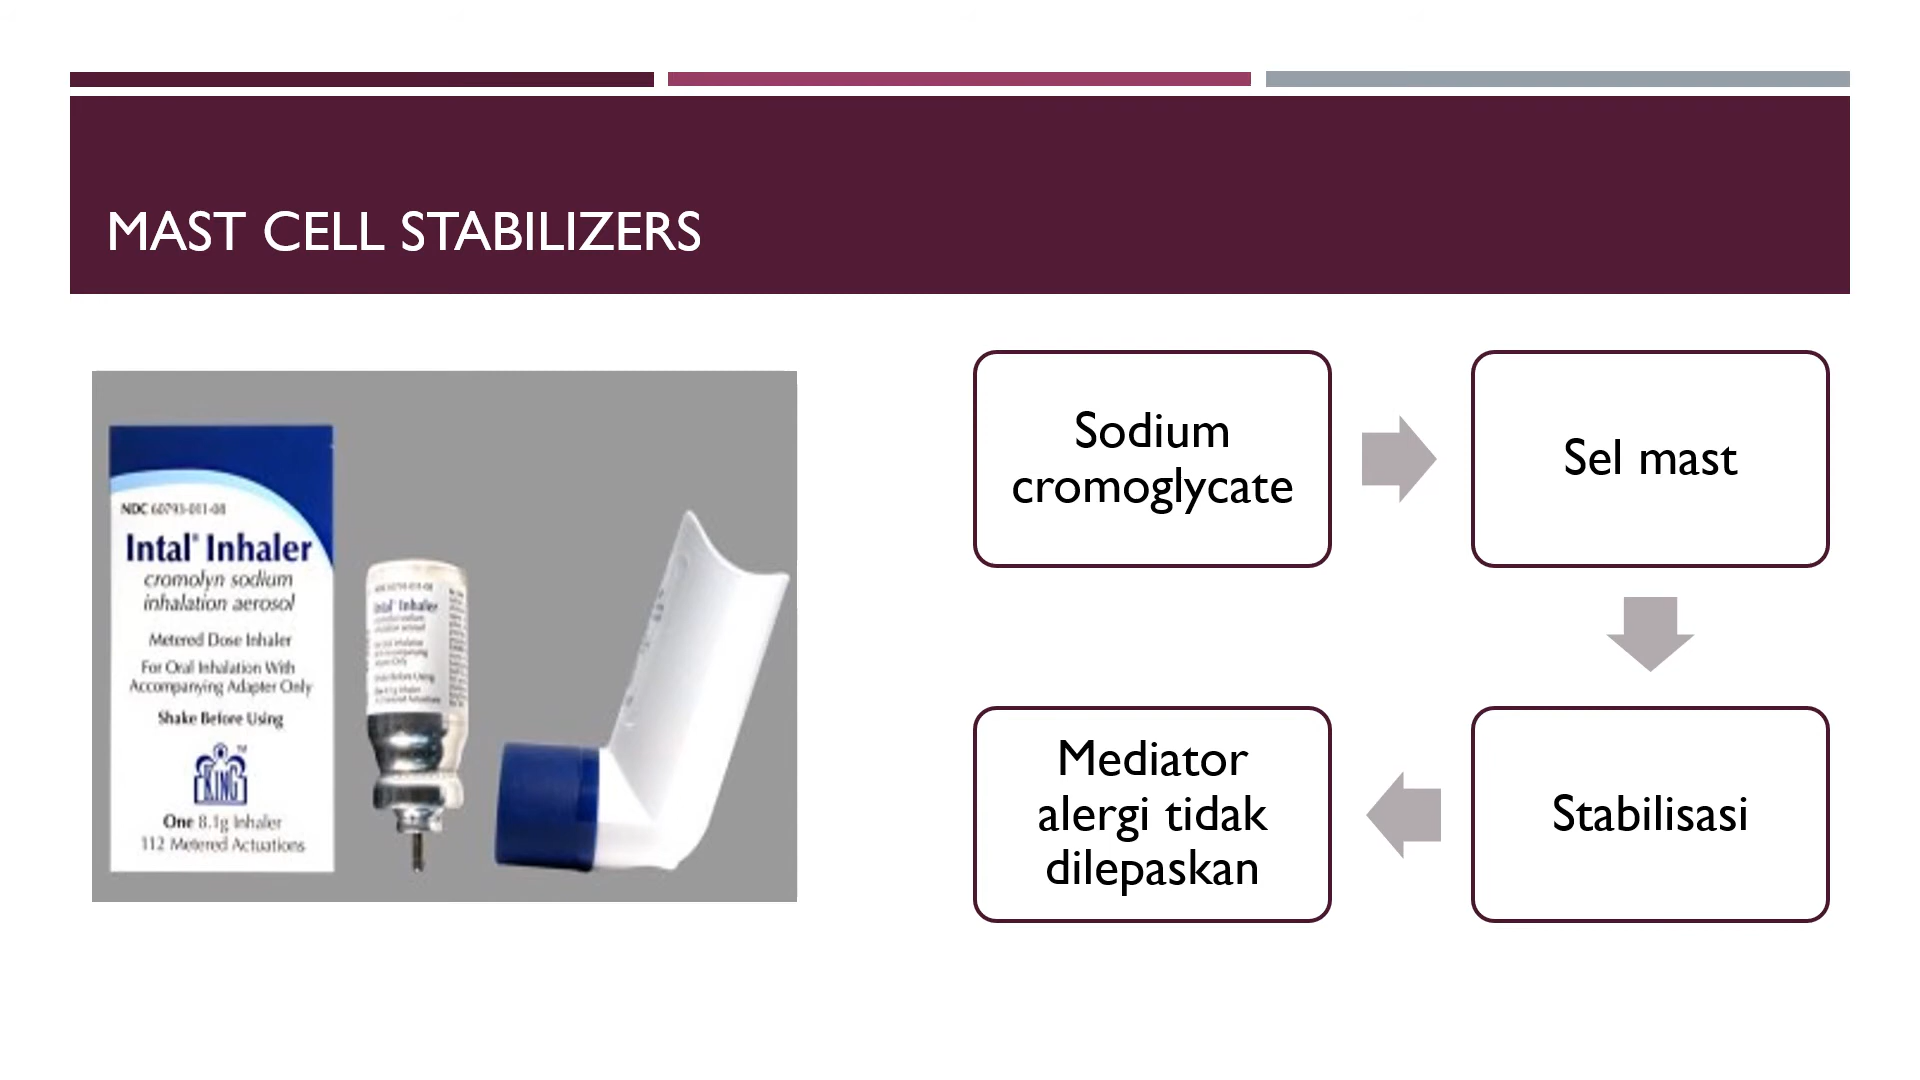 MAST CELL STABILIZERS
NDC 60793-011-08
Intal® Inhaler
cromolyn sodium
inhalation aerosol
Metered Dose Inhaler
For Oral Inhalation With
Accompanying Adapter Only
Shake Before Using
KING™
One 8.1g Inhaler
112 Metered Actuations
Intal® Inhaler
Sodium
cromoglycate
Sel mast
Stabilisasi
Mediator
alergi tidak
dilepaskan